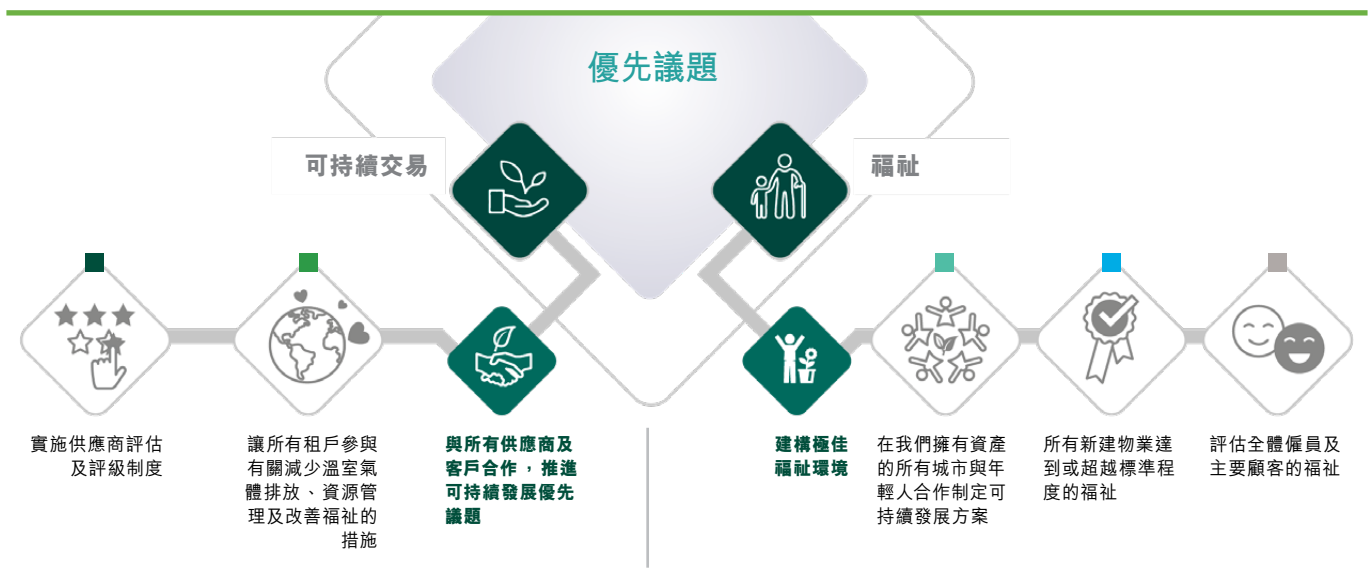 優先議題
可持續交易
福祉
實施供應商評估
及評級制度
讓所有租戶參與
有關減少溫室氣
體排放、資源管
理及改善福祉的
措施
與所有供應商及
客戶合作，推進
可持續發展優先
議題
建構極佳
福祉環境
在我們擁有資產
的所有城市與年
輕人合作制定可
持續發展方案
所有新建物業達
到或超越標準程
度的福祉
評估全體僱員及
主要顧客的福祉